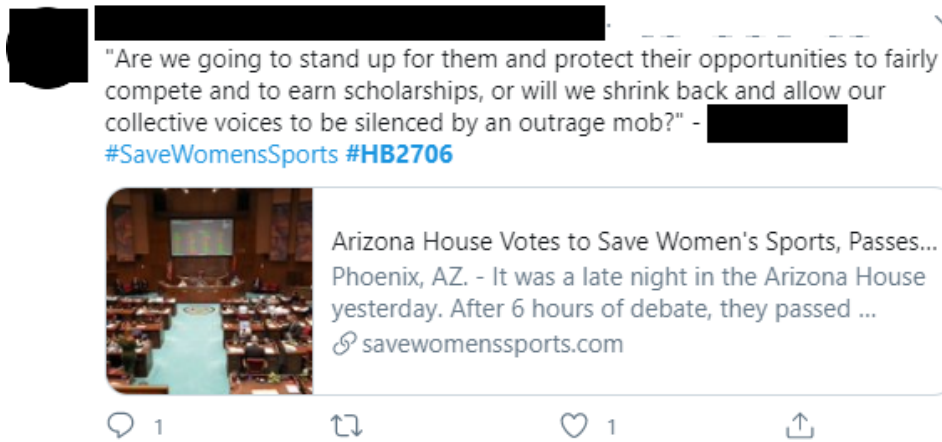 "Are we going to stand up for them and protect their opportunities to fairly
compete and to earn scholarships, or will we shrink back and allow our
collective voices to be silenced by an outrage mob?" -
#SaveWomensSports #HB2706
Arizona House Votes to Save Women's Sports, Passes...
Phoenix, AZ. - It was a late night in the Arizona House
yesterday. After 6 hours of debate, they passed ...
savewomenssports.com
1
1